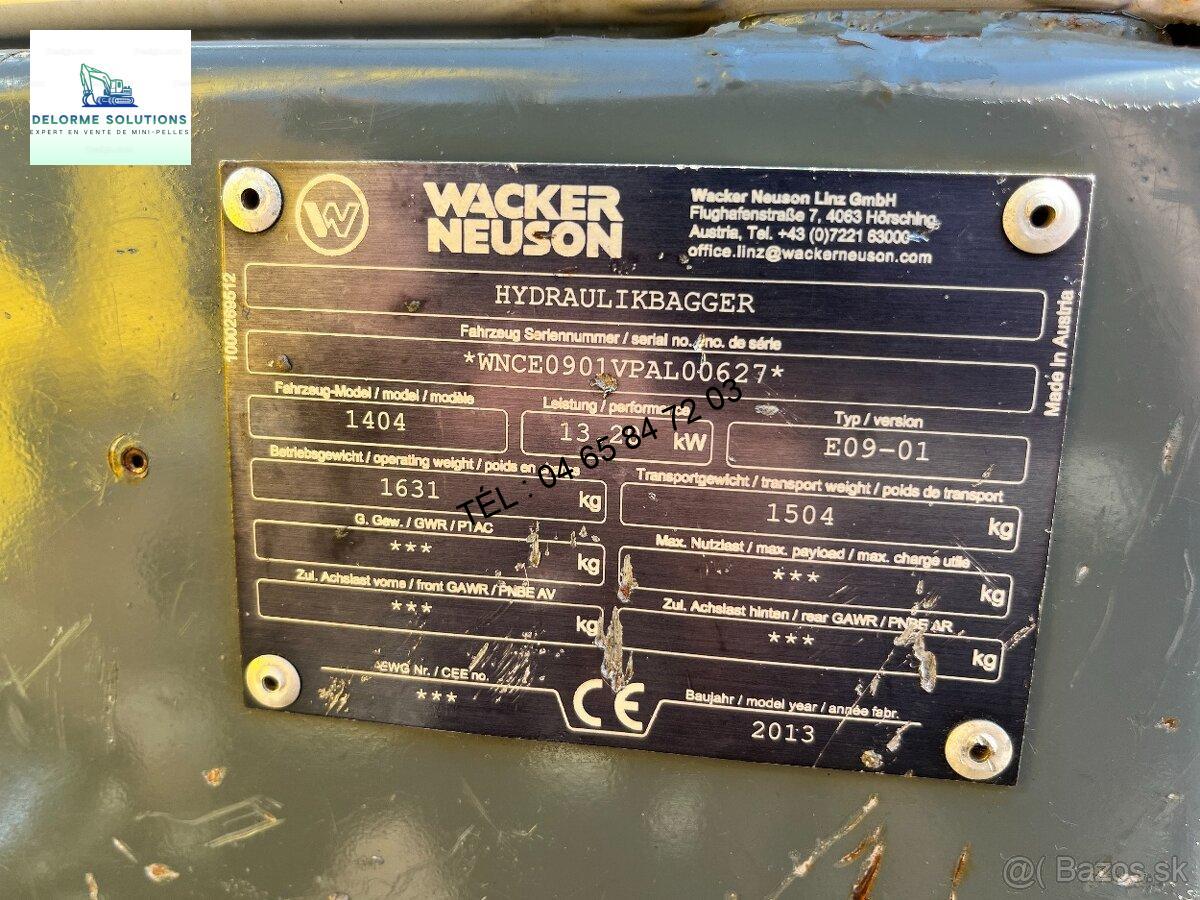 DELORME SOLUTIONS
EXPERT EN VENTE DE MINI-PELLES
WACKER
NEUSON
Wacker Neuson Linz GmbH
Flughafenstraße 7, 4063 Hörsching,
Austria, Tel. +43 (0)7221 63000
office.linz@wackerneuson.com
1000289512
Made in Austria
HYDRAULIKBAGGER
Fahrzeug Seriennummer / serial no. / no. de série
*WNCE0901VPAL00627*
Fahrzeug-Model / model / modèle
1404
Leistung / performance
kW
Typ / version
E09-01
Betriebsgewicht / operating weight / poids en
1631 kg
Transportgewicht / transport weight / poids de transport
1504 kg
G. Gew. / GWR / PTAC
*** kg
Max. Nutzlast / max. payload / max. charge utile
*** kg
Zul. Achslast vorne / front GAWR / PNBE AV
*** kg
Zul. Achslast hinten / rear GAWR / PNBE AR
*** kg
EWG Nr. / CEE no.
***
CE
Baujahr / model year / année fabr.
2013
TÉL : 04 65 84 72 03
@( Bazos.sk